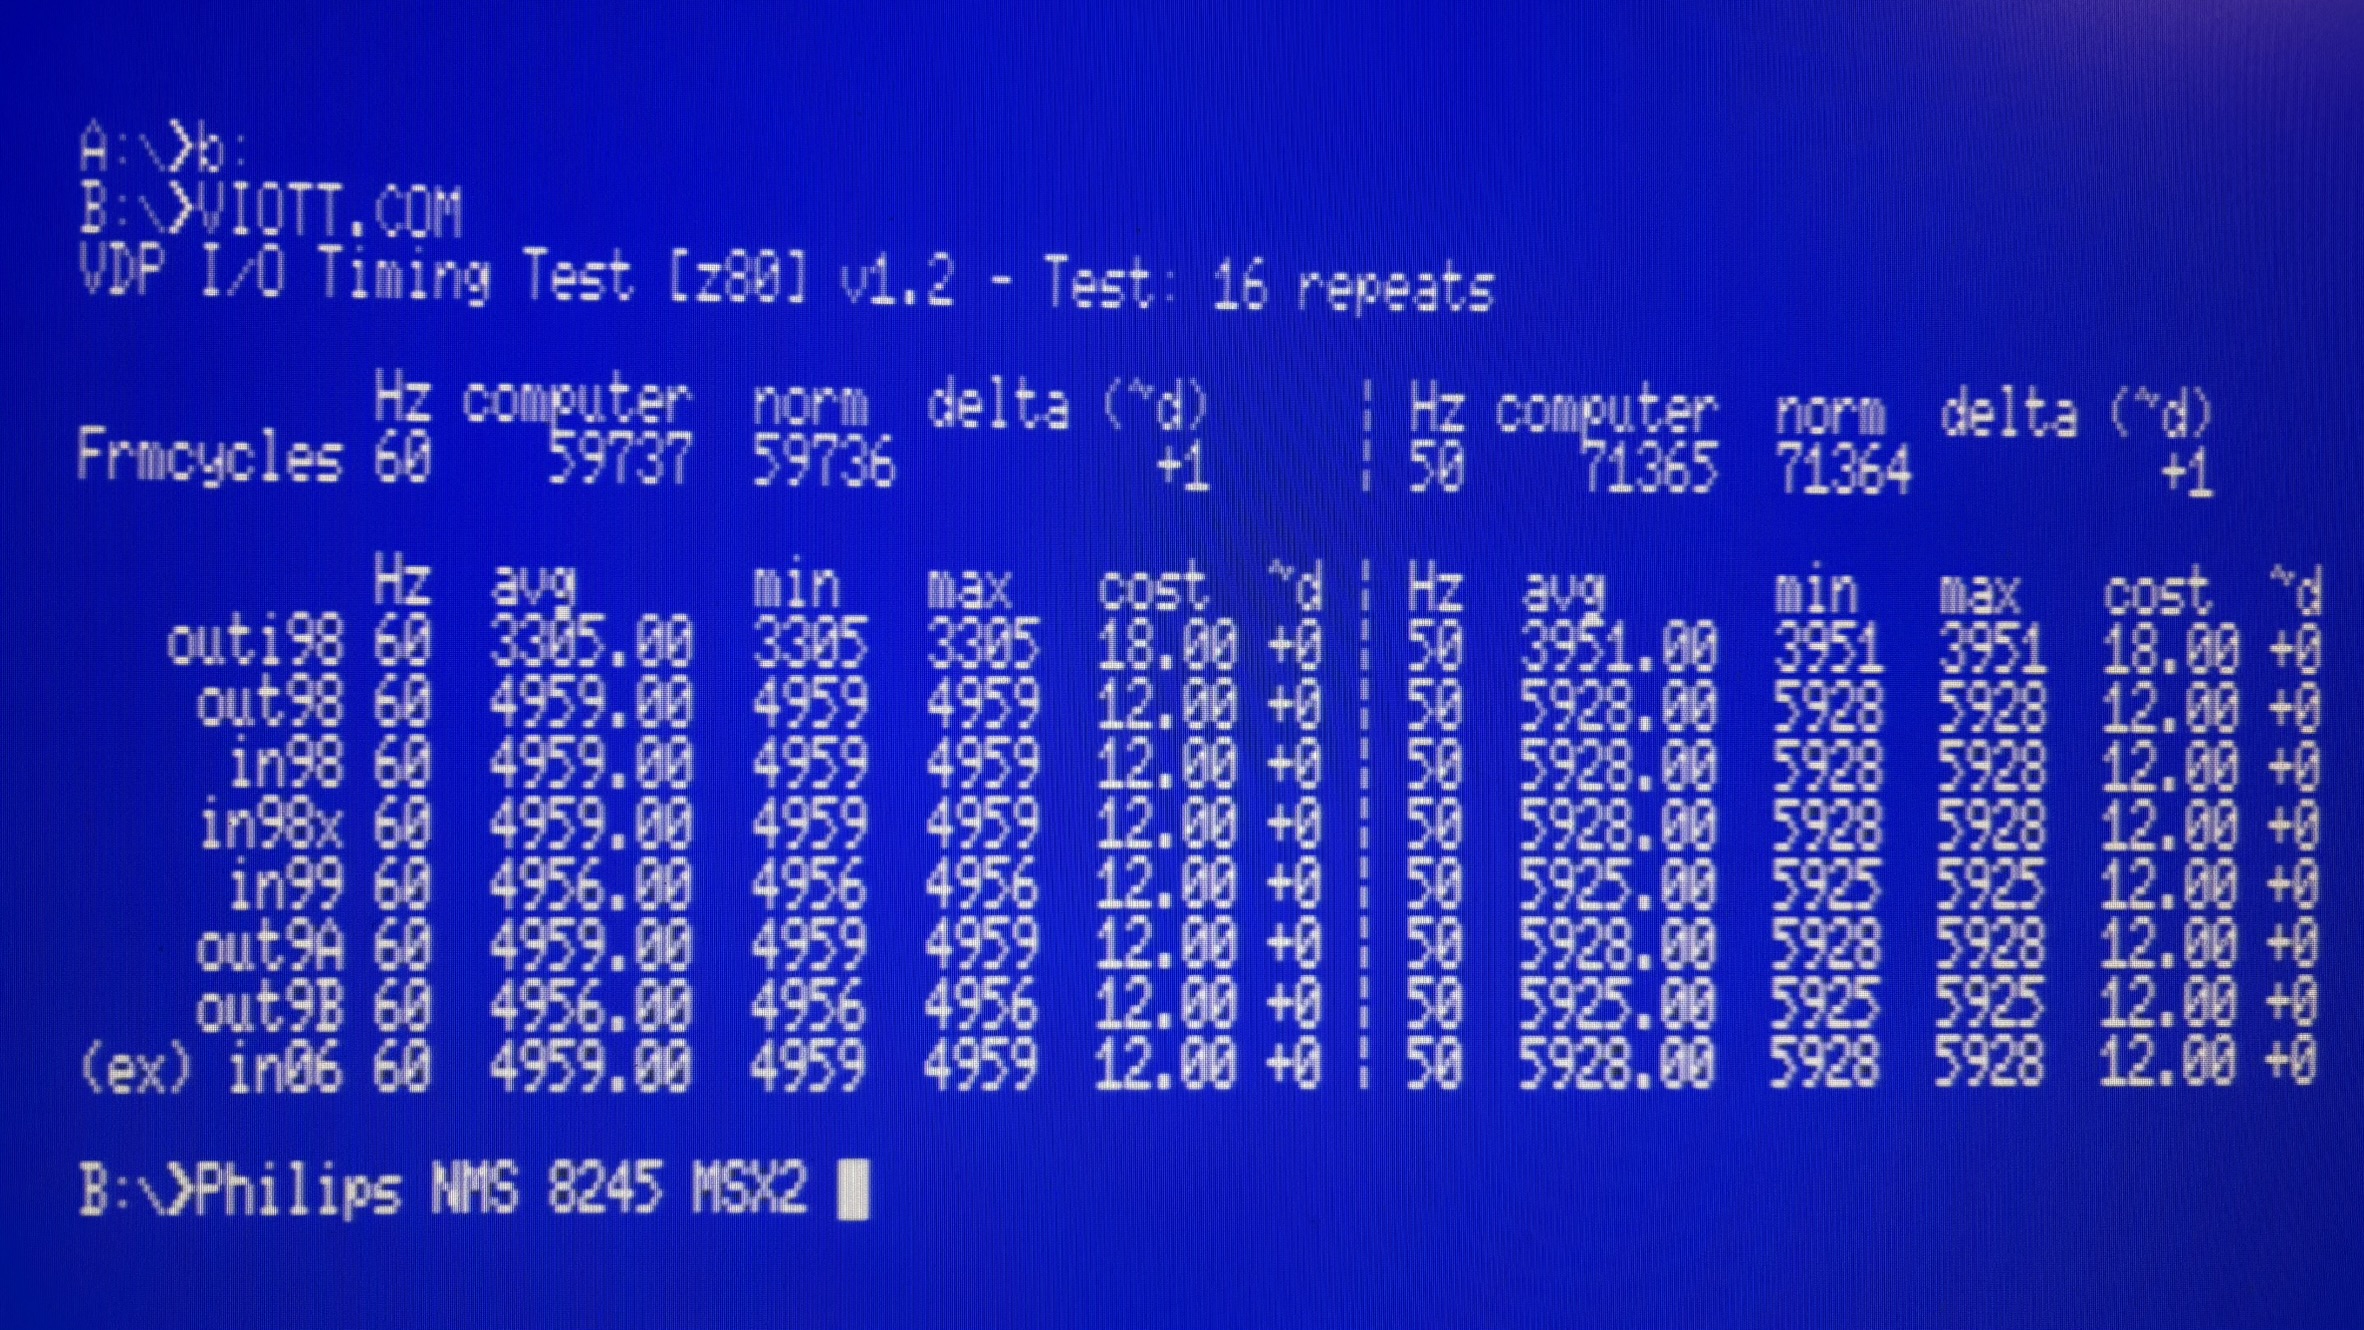 A:\>b:
B:\>VIOTT.COM
VDP I/O Timing Test [z80] v1.2 - Test: 16 repeats
Hz computer norm delta (~d) ¦ Hz computer norm delta (~d)
Frmcycles 60 59737 59736 +1 ¦ 50 71365 71364 +1
Hz avg min max cost ~d ¦ Hz avg min max cost ~d
outi98 60 3305.00 3305 3305 18.00 +0 ¦ 50 3951.00 3951 3951 18.00 +0
out98 60 4959.00 4959 4959 12.00 +0 ¦ 50 5928.00 5928 5928 12.00 +0
in98 60 4959.00 4959 4959 12.00 +0 ¦ 50 5928.00 5928 5928 12.00 +0
in98x 60 4959.00 4959 4959 12.00 +0 ¦ 50 5928.00 5928 5928 12.00 +0
in99 60 4956.00 4956 4956 12.00 +0 ¦ 50 5925.00 5925 5925 12.00 +0
out9A 60 4959.00 4959 4959 12.00 +0 ¦ 50 5928.00 5928 5928 12.00 +0
out9B 60 4956.00 4956 4956 12.00 +0 ¦ 50 5925.00 5925 5925 12.00 +0
(ex) in06 60 4959.00 4959 4959 12.00 +0 ¦ 50 5928.00 5928 5928 12.00 +0
B:\>Philips NMS 8245 MSX2